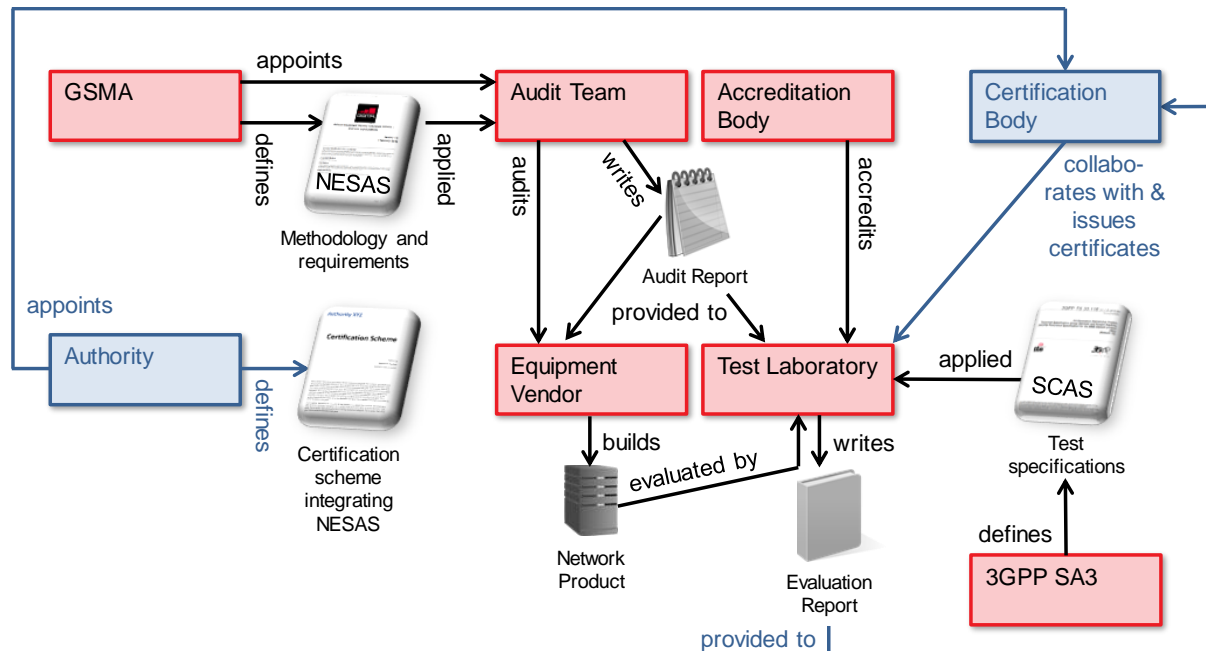 appoints
GSMA
Audit Team
Accreditation
Body
Certification
Body
defines
NESAS
applied
audits
writes
accredits
collabo-
rates with &
issues
certificates
Methodology and
requirements
Audit Report
provided to
appoints
Authority XYZ
Certification Scheme
Authority
defines
Equipment
Vendor
Test Laboratory
applied
SCAS
Certification
scheme
integrating
NESAS
builds
evaluated by
writes
Test
specifications
Network
Product
Evaluation
Report
defines
3GPP SA3
provided to